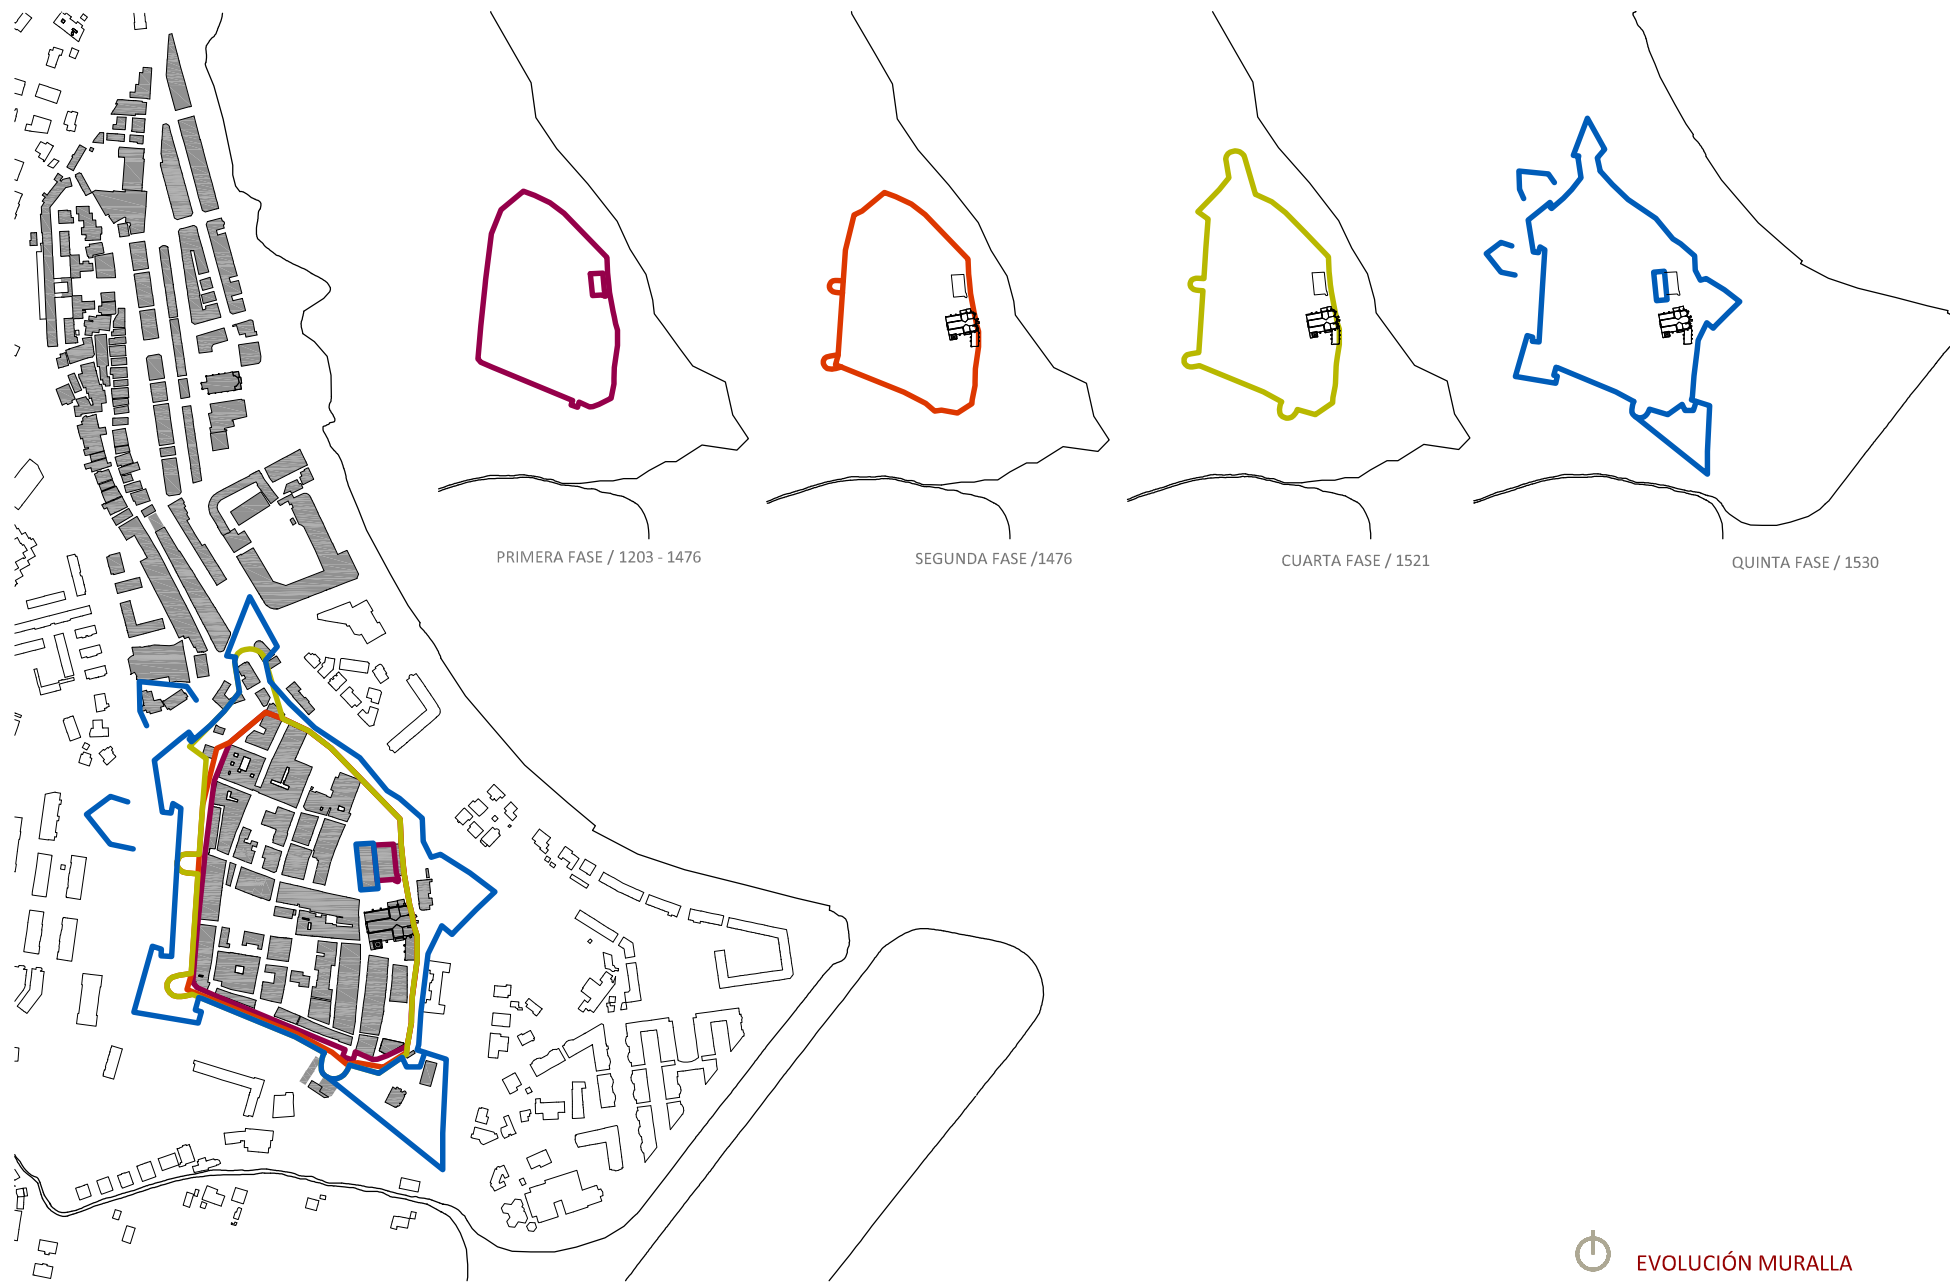 PRIMERA FASE / 1203 - 1476
SEGUNDA FASE /1476
CUARTA FASE / 1521
QUINTA FASE / 1530
EVOLUCIÓN MURALLA